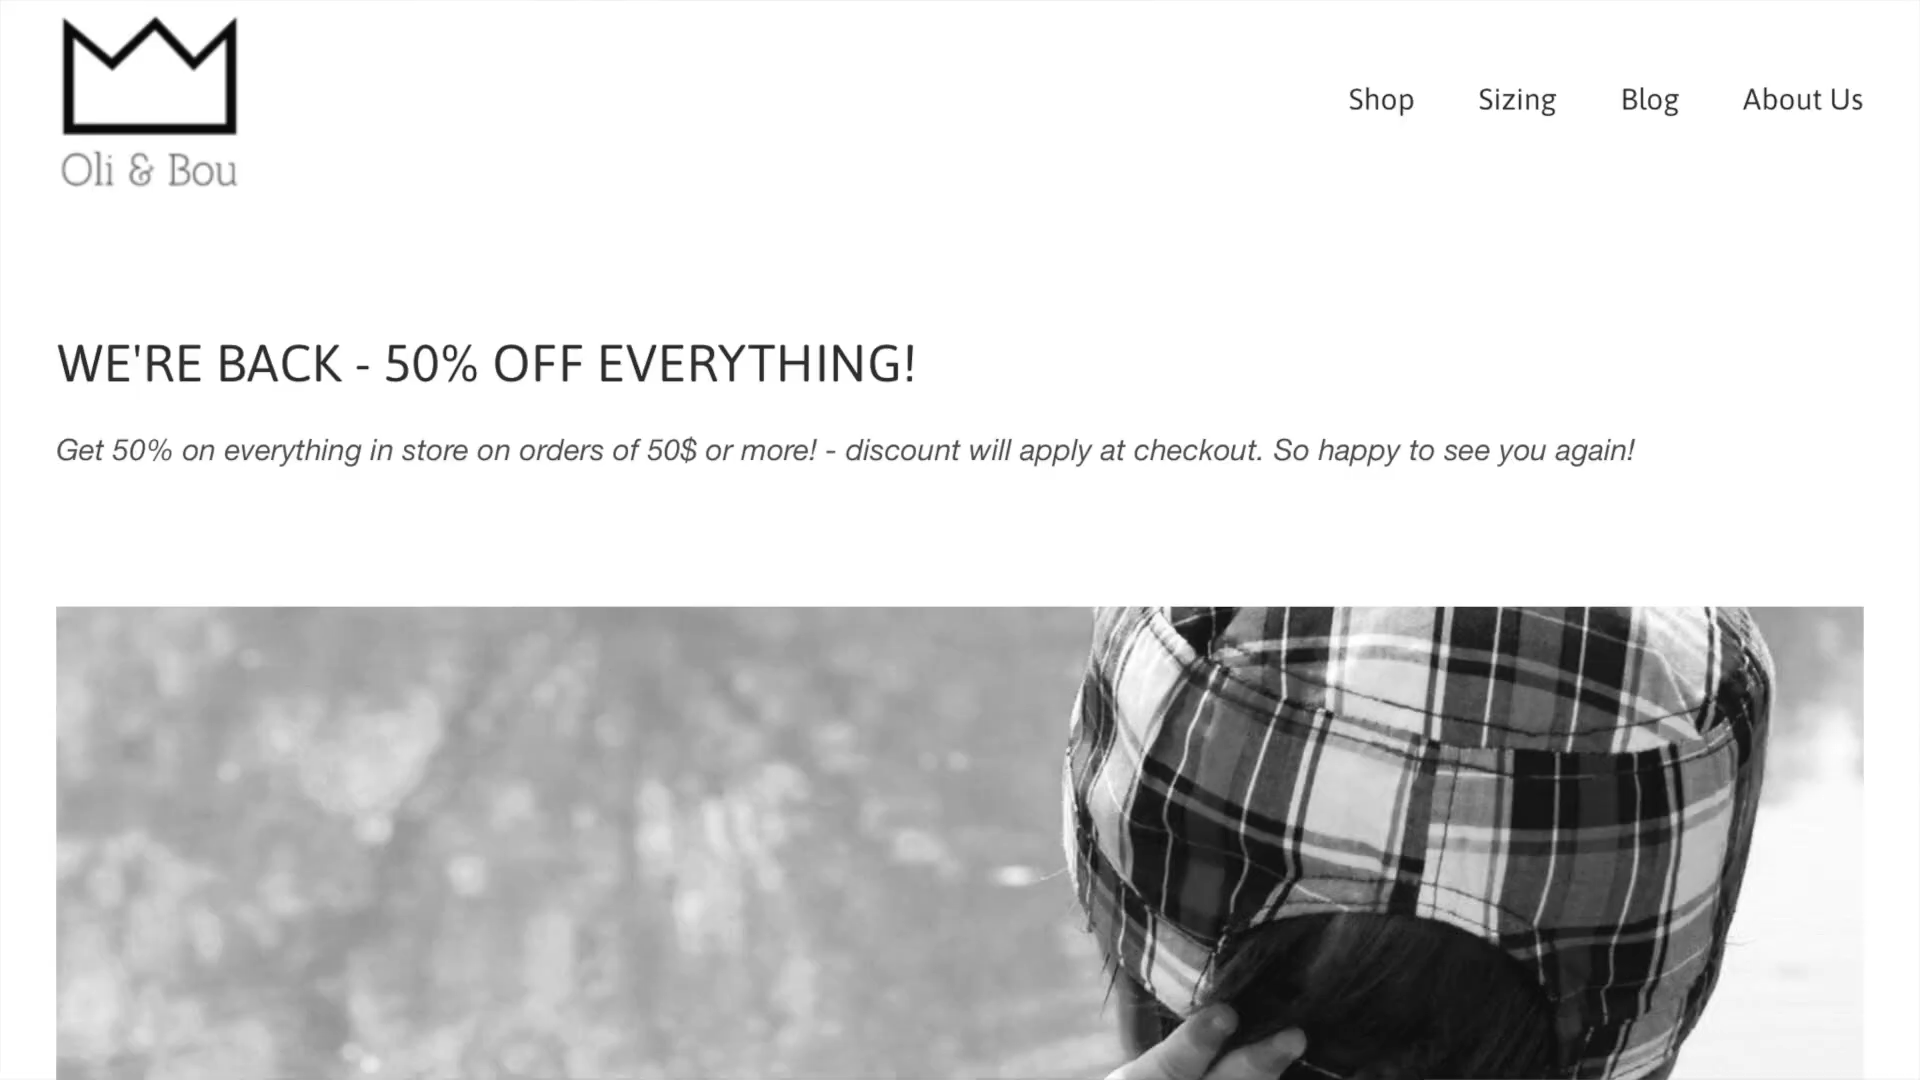 Oli & Bou
Shop Sizing Blog About Us
WE'RE BACK - 50% OFF EVERYTHING!
Get 50% on everything in store on orders of 50$ or more! - discount will apply at checkout. So happy to see you again!